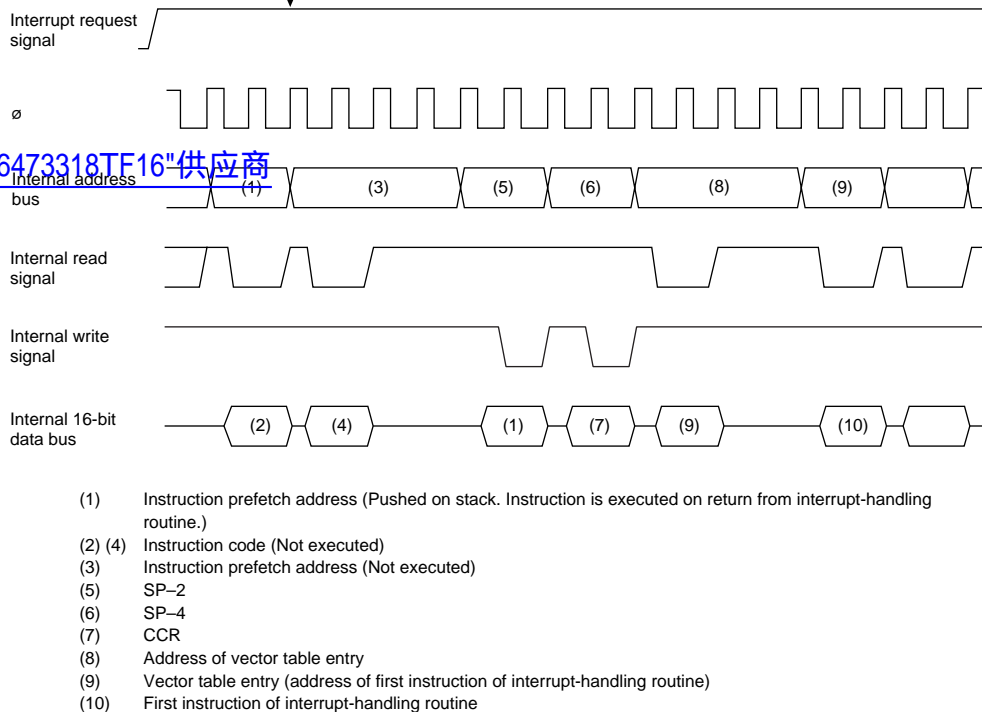 Interrupt request
signal
ø
6473318TF16"供应商
Internal address
bus
(1)
(3)
(5)
(6)
(8)
(9)
Internal read
signal
Internal write
signal
Internal 16-bit
data bus
(2)
(4)
(1)
(7)
(9)
(10)
(1) Instruction prefetch address (Pushed on stack. Instruction is executed on return from interrupt-handling
routine.)
(2) (4) Instruction code (Not executed)
(3) Instruction prefetch address (Not executed)
(5) SP–2
(6) SP–4
(7) CCR
(8) Address of vector table entry
(9) Vector table entry (address of first instruction of interrupt-handling routine)
(10) First instruction of interrupt-handling routine